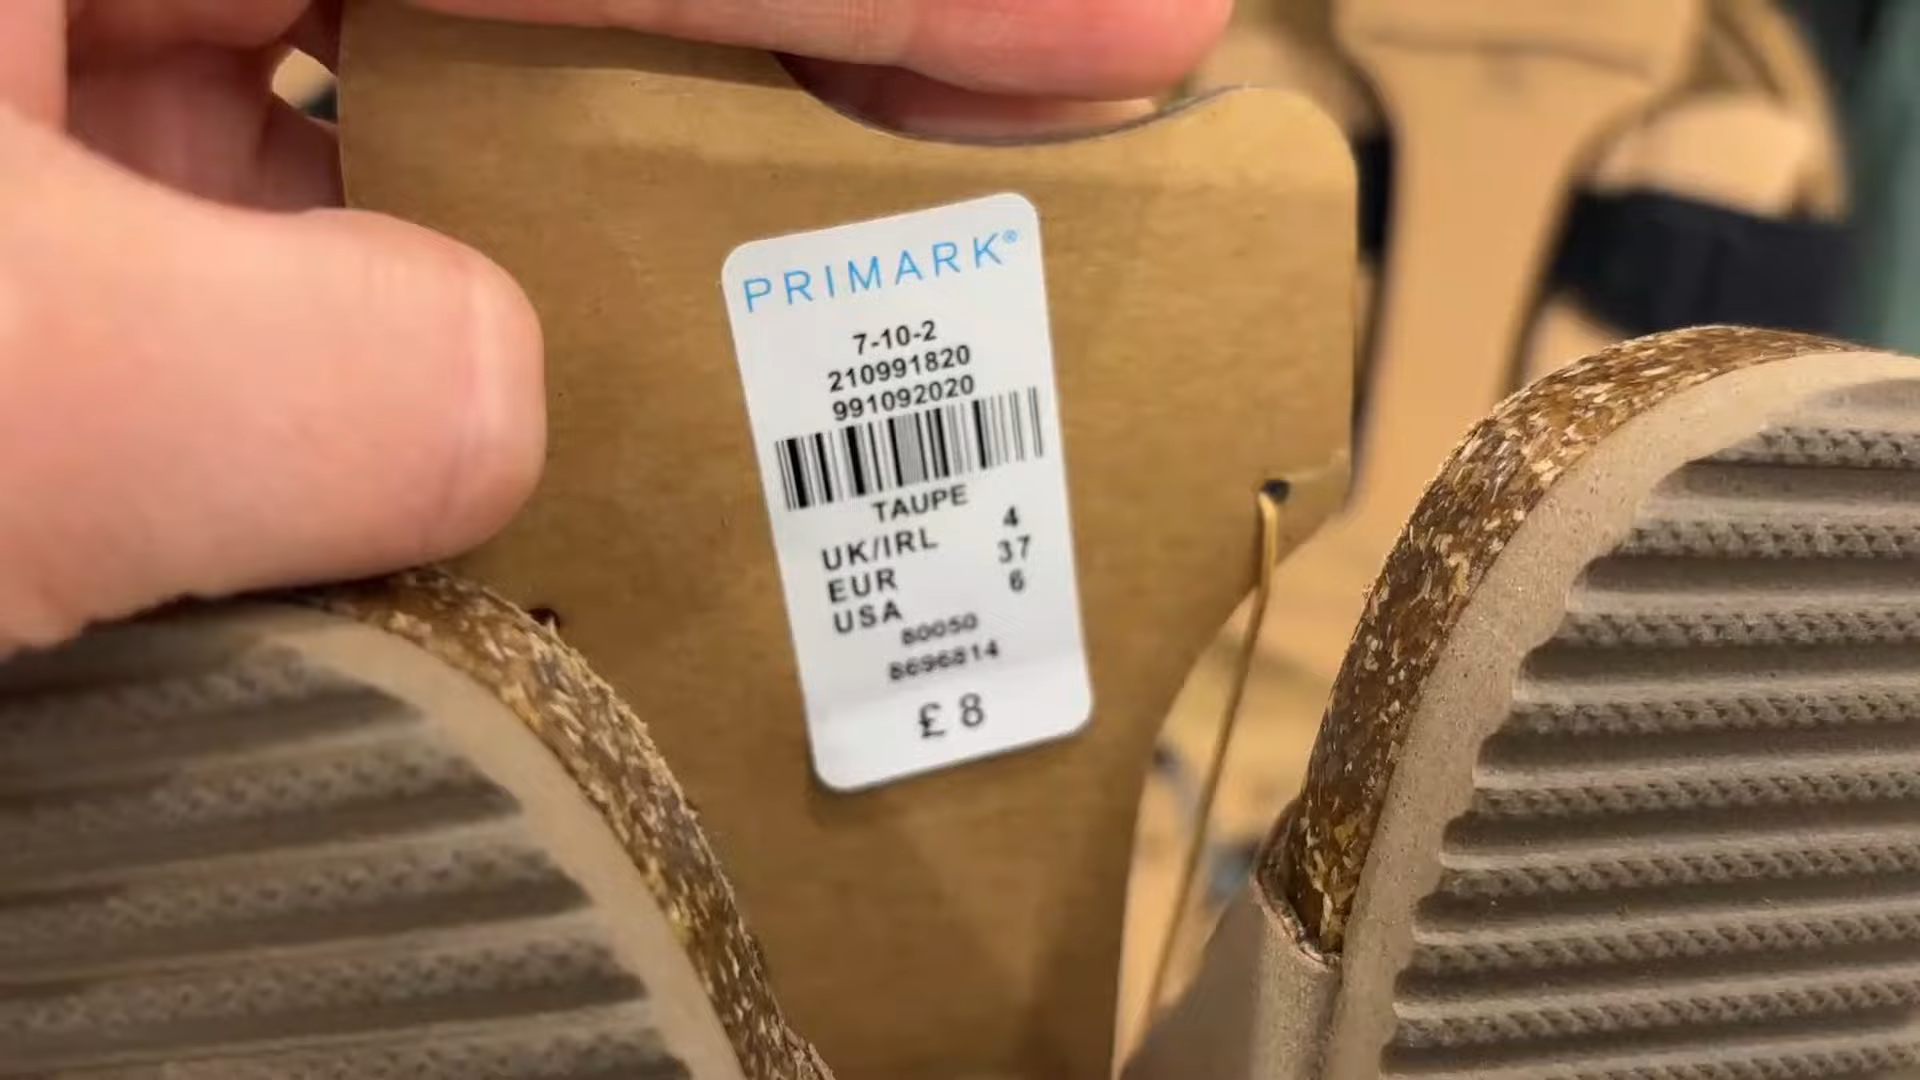 PRIMARK®
7-10-2
210991820
991092020
TAUPE
UK/IRL 4
EUR 37
USA 6
80050
8696814
£ 8